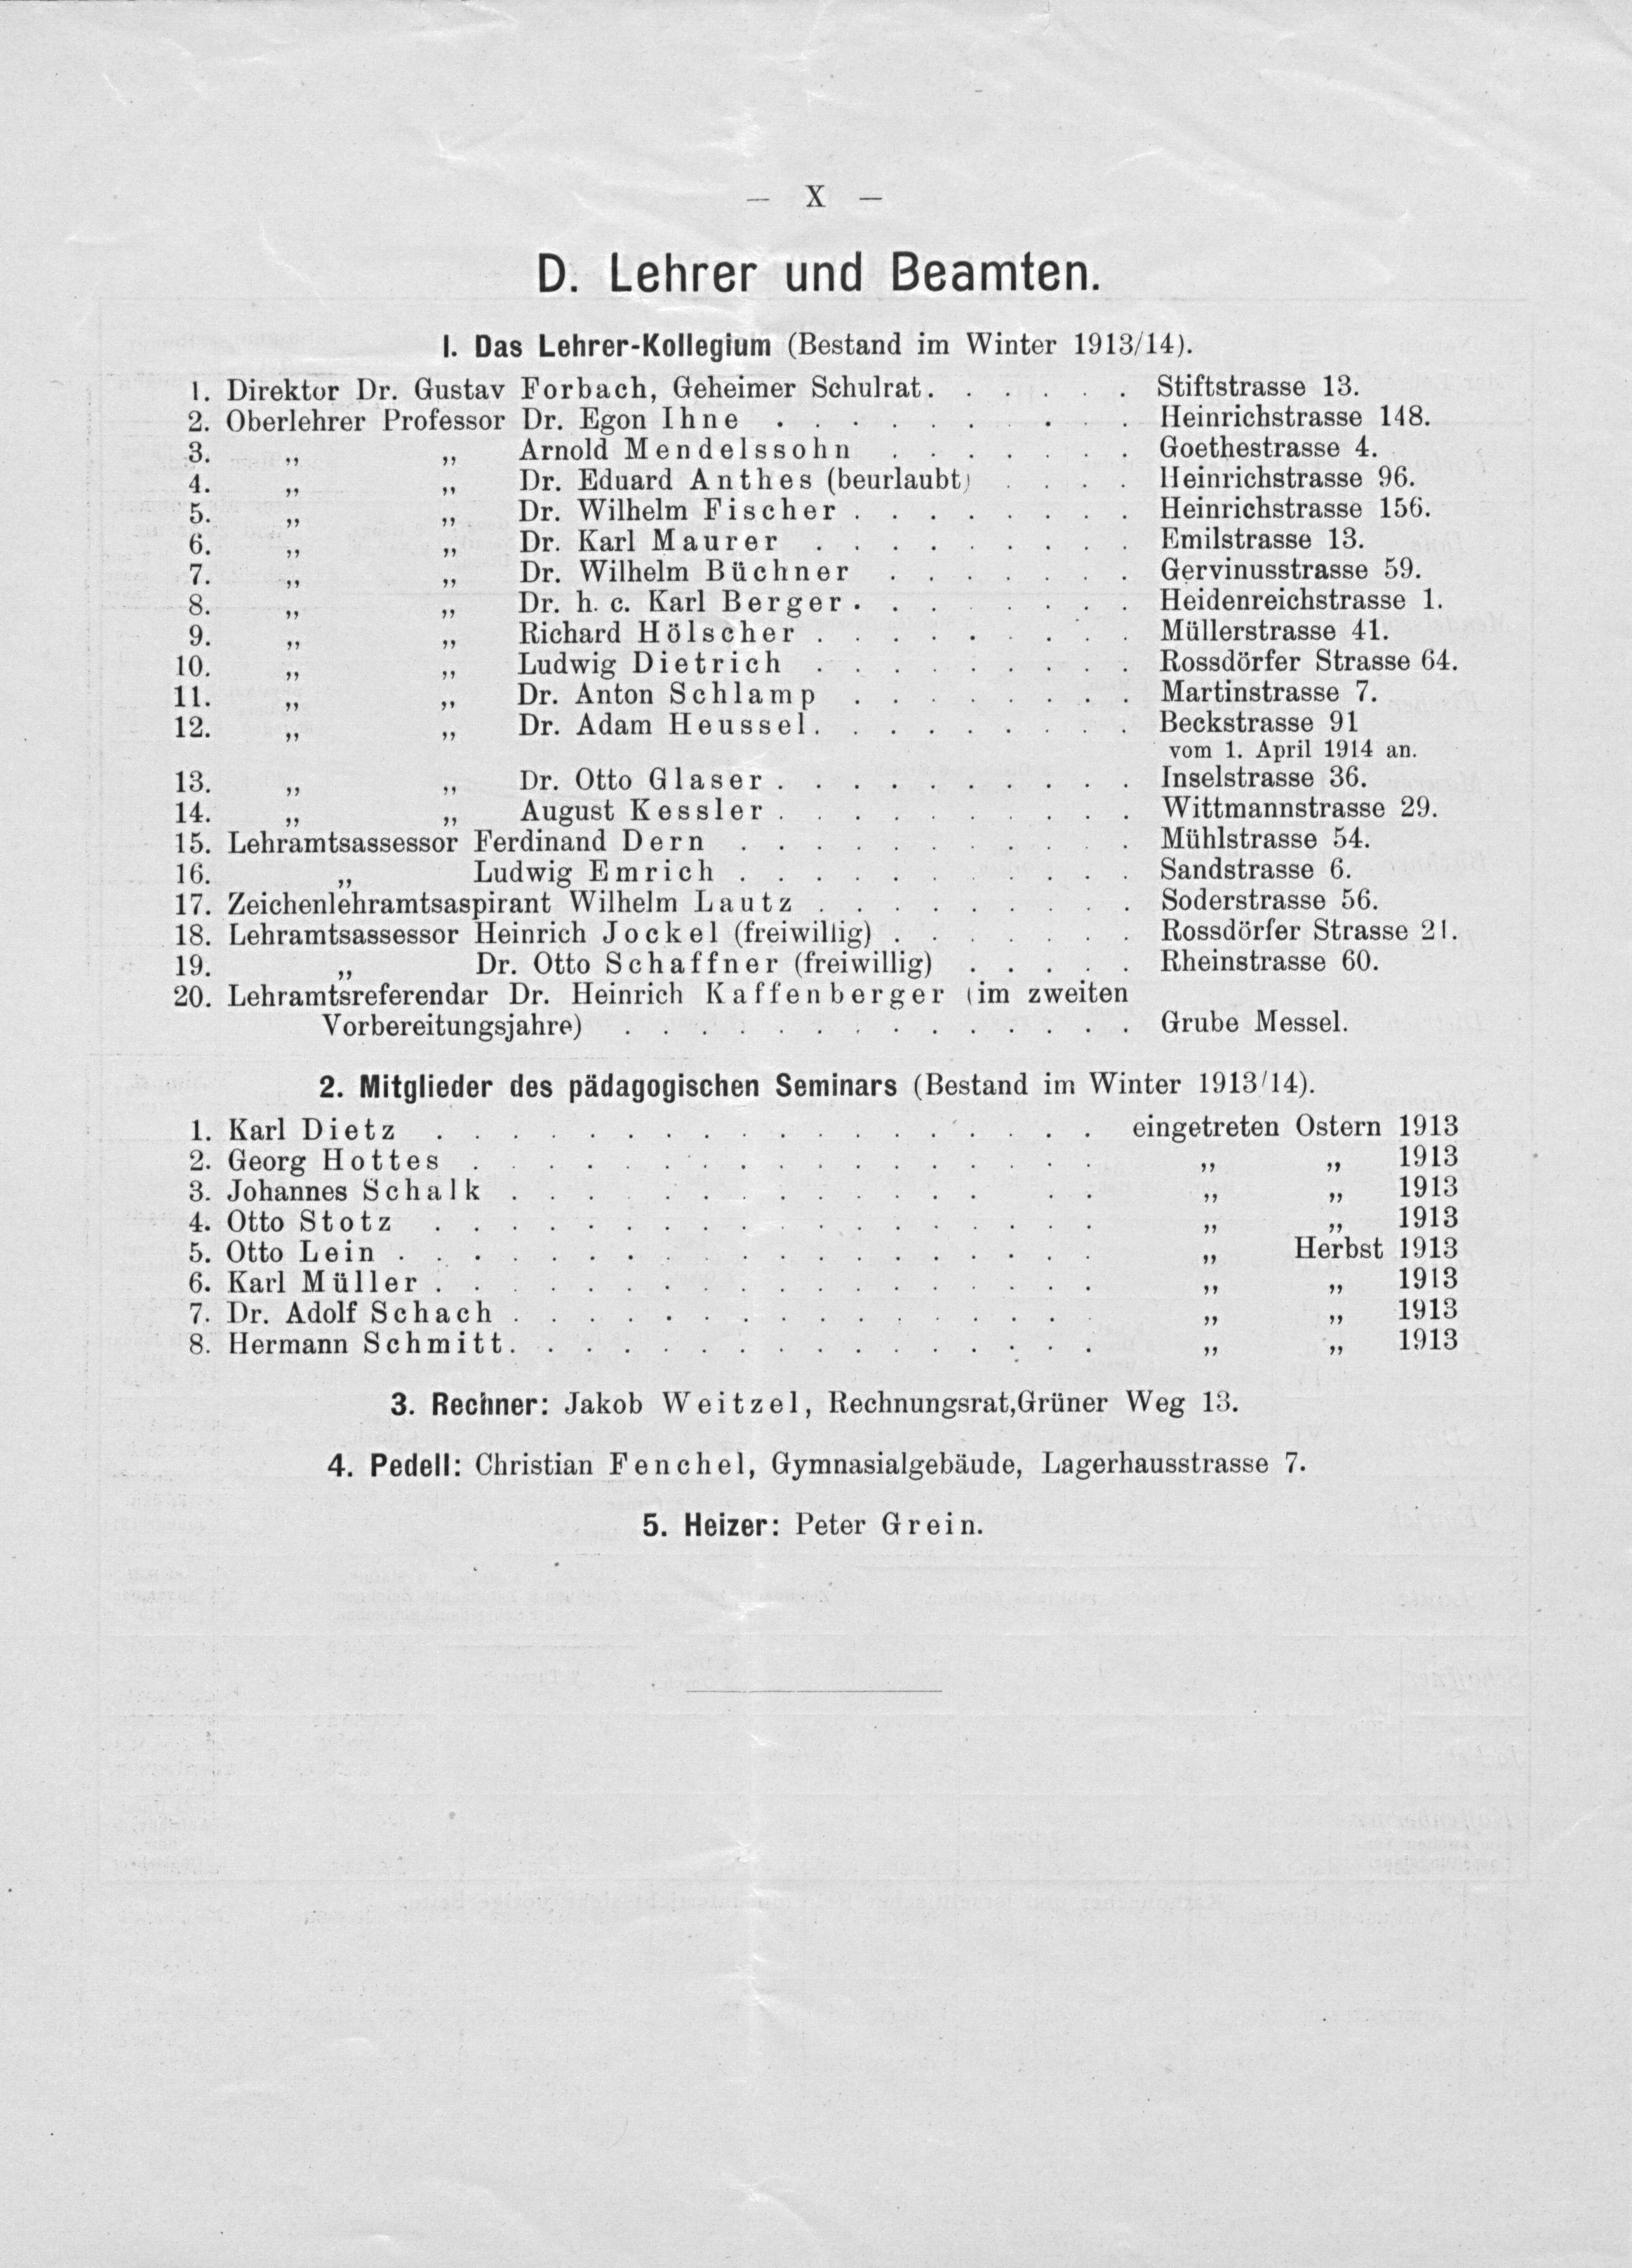 — X —
D. Lehrer und Beamten.
I. Das Lehrer-Kollegium (Bestand im Winter 1913/14).
1. Direktor Dr. Gustav Forbach, Geheimer Schulrat. . . . . . Stiftstrasse 13.
2. Oberlehrer Professor Dr. Egon Ihne . . . . . . . . . . Heinrichstrasse 148.
3. „ „ Arnold Mendelssohn . . . . . . . Goethestrasse 4.
4. „ „ Dr. Eduard Anthes (beurlaubt) . . . . Heinrichstrasse 96.
5. „ „ Dr. Wilhelm Fischer . . . . . . . . Heinrichstrasse 156.
6. „ „ Dr. Karl Maurer . . . . . . . . . Emilstrasse 13.
7. „ „ Dr. Wilhelm Büchner . . . . . . . Gervinusstrasse 59.
8. „ „ Dr. h. c. Karl Berger . . . . . . . . Heidenreichstrasse 1.
9. „ „ Richard Hölscher . . . . . . . . . Müllerstrasse 41.
10. „ „ Ludwig Dietrich . . . . . . . . . Rossdörfer Strasse 64.
11. „ „ Dr. Anton Schlamp . . . . . . . . Martinstrasse 7.
12. „ „ Dr. Adam Heussel. . . . . . . . . Beckstrasse 91
vom 1. April 1914 an.
13. „ „ Dr. Otto Glaser . . . . . . . . . . Inselstrasse 36.
14. „ „ August Kessler . . . . . . . . . . Wittmannstrasse 29.
15. Lehramtsassessor Ferdinand Dern . . . . . . . . . . . Mühlstrasse 54.
16. „ Ludwig Emrich . . . . . . . . . . . Sandstrasse 6.
17. Zeichenlehramtsaspirant Wilhelm Lautz . . . . . . . . . Soderstrasse 56.
18. Lehramtsassessor Heinrich Jockel (freiwillig) . . . . . . . Rossdörfer Strasse 21.
19. „ Dr. Otto Schaffner (freiwillig) . . . . . Rheinstrasse 60.
20. Lehramtsreferendar Dr. Heinrich Kaffenberger (im zweiten
Vorbereitungsjahre) . . . . . . . . . . . . . . Grube Messel.
2. Mitglieder des pädagogischen Seminars (Bestand im Winter 1913/14).
1. Karl Dietz . . . . . . . . . . . . . . . . . . eingetreten Ostern 1913
2. Georg Hottes . . . . . . . . . . . . . . . . . „ „ 1913
3. Johannes Schalk . . . . . . . . . . . . . . . „ „ 1913
4. Otto Stotz . . . . . . . . . . . . . . . . . . „ „ 1913
5. Otto Lein . . . . . . . . . . . . . . . . . . . „ Herbst 1913
6. Karl Müller . . . . . . . . . . . . . . . . . . „ „ 1913
7. Dr. Adolf Schach . . . . . . . . . . . . . . . „ „ 1913
8. Hermann Schmitt. . . . . . . . . . . . . . . . „ „ 1913
3. Rechner: Jakob Weitzel, Rechnungsrat,Grüner Weg 13.
4. Pedell: Christian Fenchel, Gymnasialgebäude, Lagerhausstrasse 7.
5. Heizer: Peter Grein.